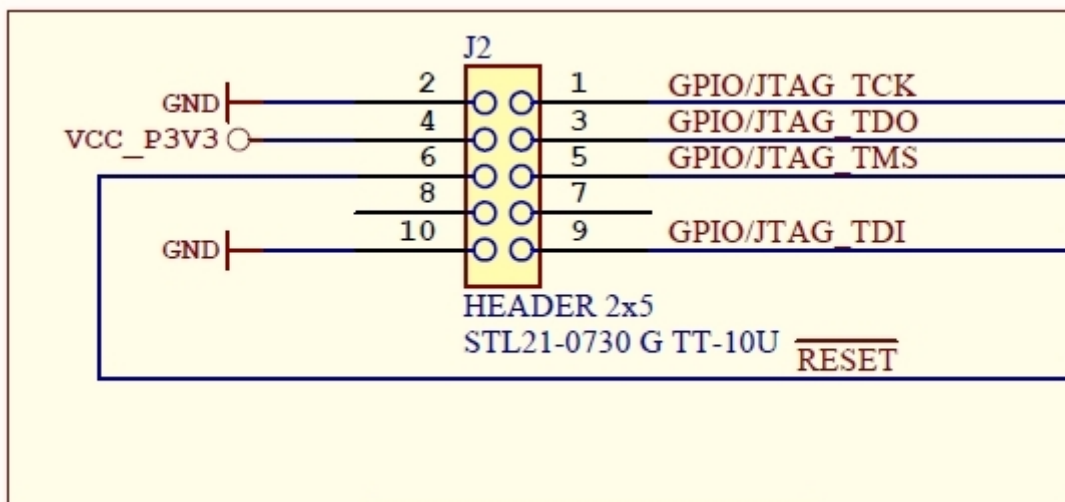 J2
GND 2 1 GPIO/JTAG_TCK
VCC_P3V3 4 3 GPIO/JTAG_TDO
6 5 GPIO/JTAG_TMS
8 7
GND 10 9 GPIO/JTAG_TDI
HEADER 2x5
STL21-0730 G TT-10U
RESET